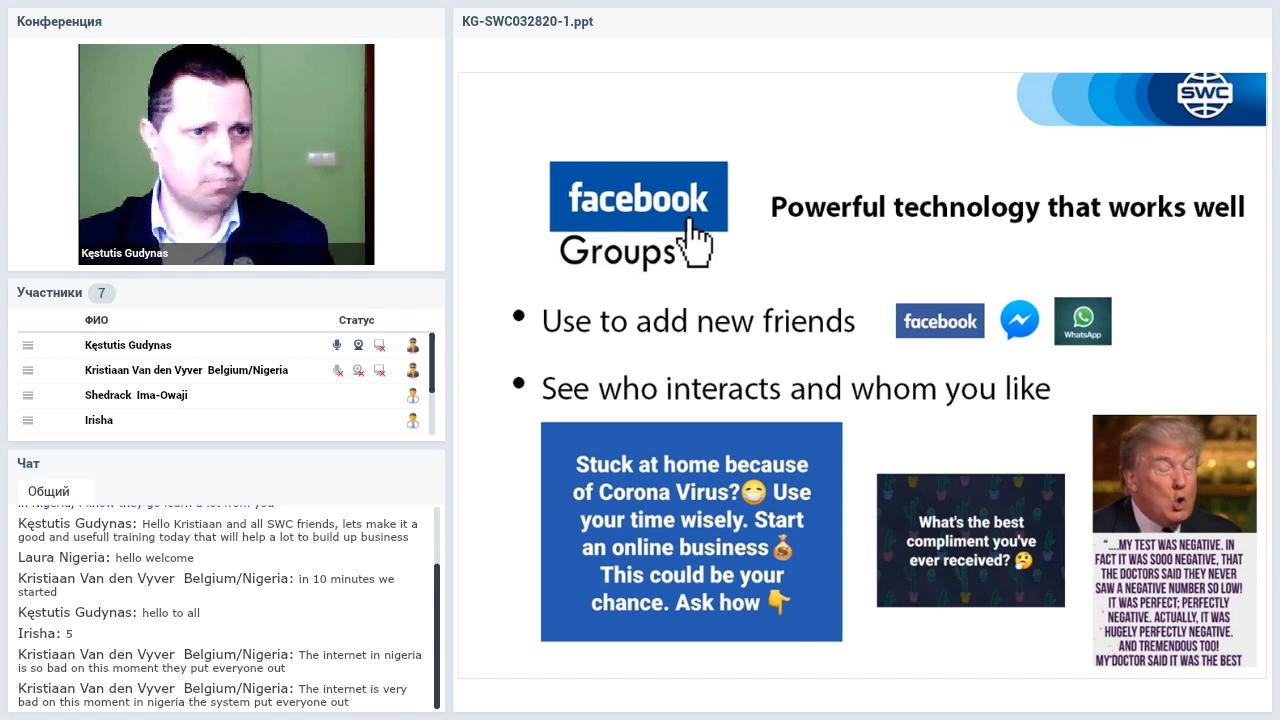 Конференция
Kęstutis Gudynas
Участники 7
ФИО Статус
Kęstutis Gudynas
Kristiaan Van den Vyver Belgium/Nigeria
Shedrack Ima-Owaji
Irisha
Чат
Общий
Kęstutis Gudynas: Hello Kristiaan and all SWC friends, lets make it a
good and usefull training today that will help a lot to build up business
Laura Nigeria: hello welcome
Kristiaan Van den Vyver Belgium/Nigeria: in 10 minutes we
started
Kęstutis Gudynas: hello to all
Irisha: 5
Kristiaan Van den Vyver Belgium/Nigeria: The internet in nigeria
is so bad on this moment they put everyone out
Kristiaan Van den Vyver Belgium/Nigeria: The internet is very
bad on this moment in nigeria the system put everyone out
KG-SWC032820-1.ppt
SWC
facebook
Groups
Powerful technology that works well
• Use to add new friends
facebook
WhatsApp
• See who interacts and whom you like
Stuck at home because
of Corona Virus?😷 Use
your time wisely. Start
an online business💰
This could be your
chance. Ask how 👇
What's the best
compliment you've
ever received? 🤔
"....MY TEST WAS NEGATIVE. IN
FACT IT WAS SOOO NEGATIVE, THAT
THE DOCTORS SAID THEY NEVER
SAW A NEGATIVE NUMBER SO LOW!
IT WAS PERFECT; PERFECTLY
NEGATIVE. ACTUALLY, IT WAS
HUGELY PERFECTLY NEGATIVE.
AND TREMENDOUS TOO!
MY DOCTOR SAID IT WAS THE BEST